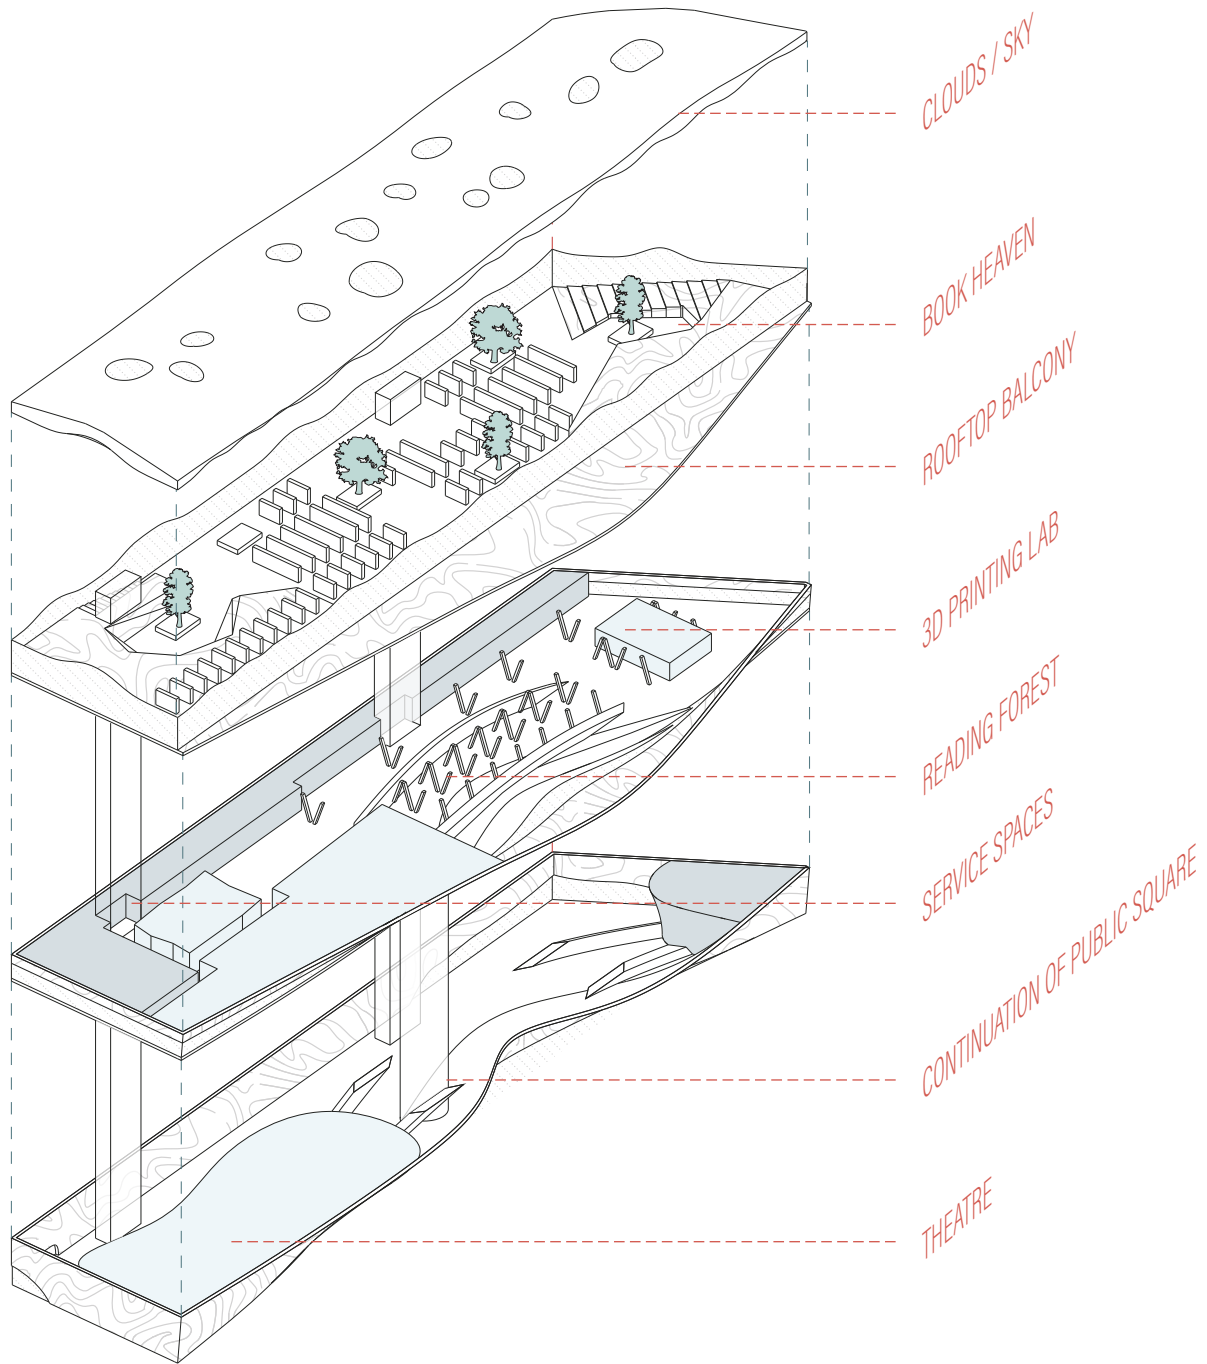 CLOUDS / SKY
BOOK HEAVEN
ROOFTOP BALCONY
3D PRINTING LAB
READING FOREST
SERVICE SPACES
CONTINUATION OF PUBLIC SQUARE
THEATRE